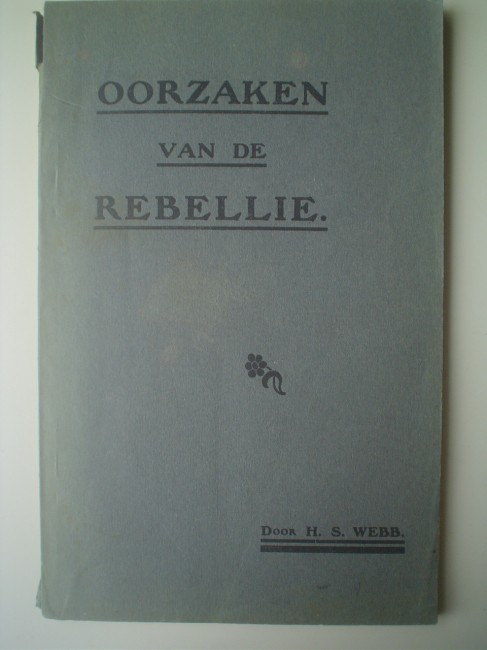 OORZAKEN
VAN DE
REBELLIE.
Door H. S. WEBB.